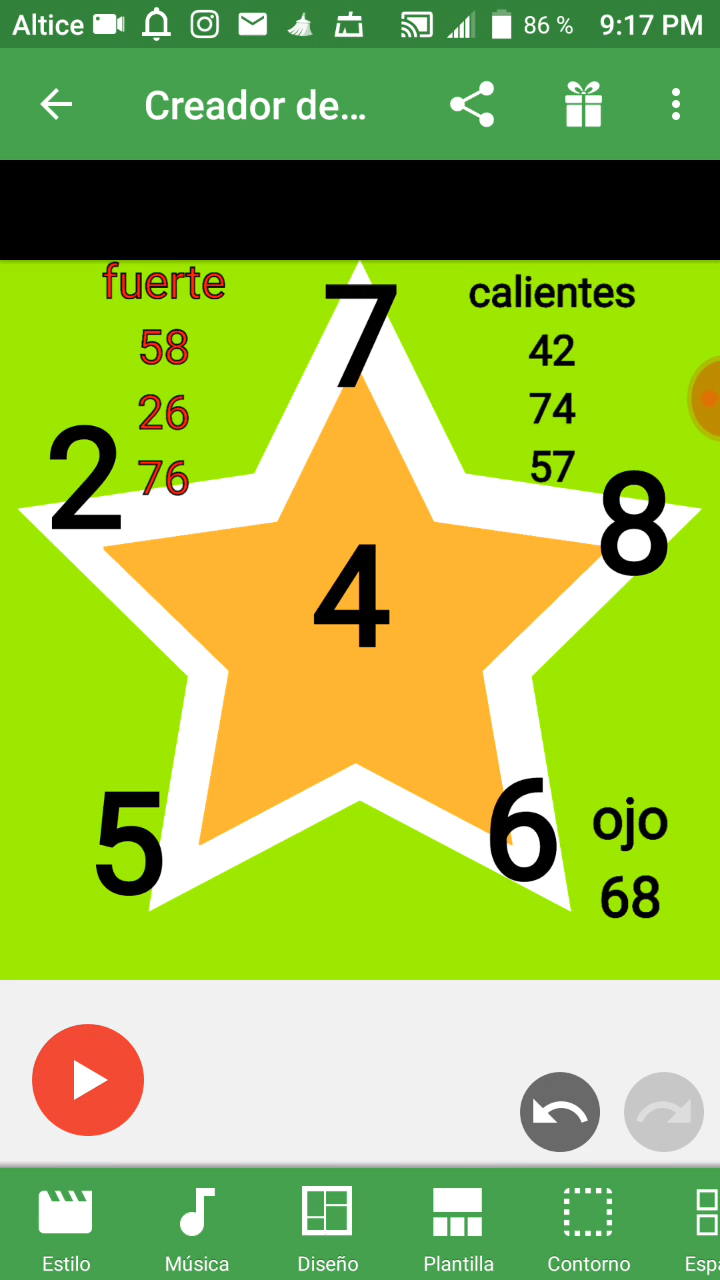 Altice 86 % 9:17 PM
Creador de...
fuerte
58
26
76
7
calientes
42
74
57
2
8
4
5
6
ojo
68
Estilo Música Diseño Plantilla Contorno Espa